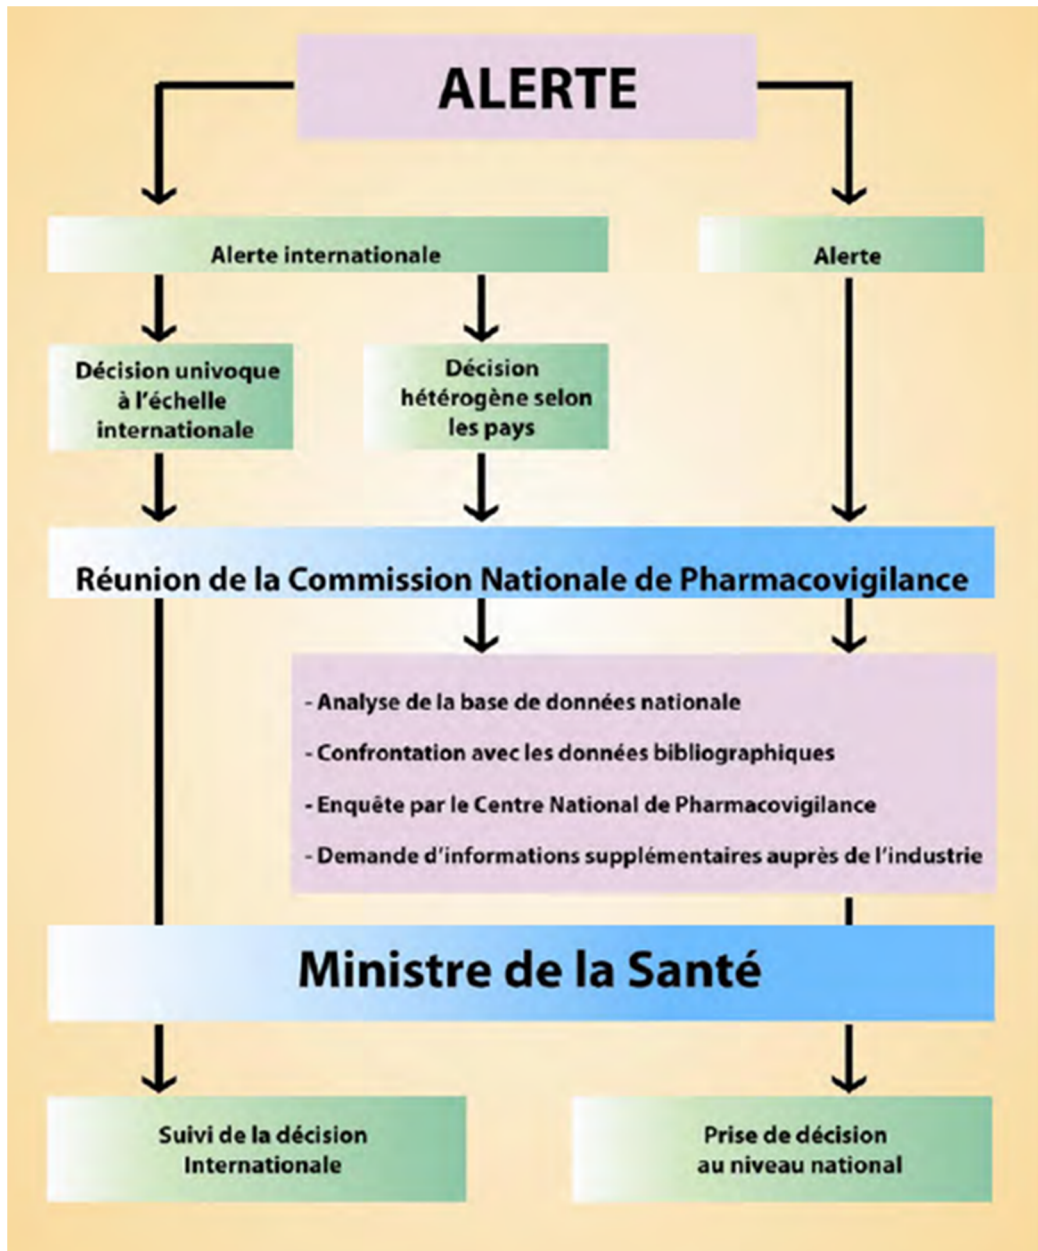 ALERTE
Alerte internationale
Alerte
Décision univoque
à l'échelle
internationale
Décision
hétérogène selon
les pays
Réunion de la Commission Nationale de Pharmacovigilance
- Analyse de la base de données nationale
- Confrontation avec les données bibliographiques
- Enquête par le Centre National de Pharmacovigilance
- Demande d'informations supplémentaires auprès de l'industrie
Ministre de la Santé
Suivi de la décision
Internationale
Prise de décision
au niveau national